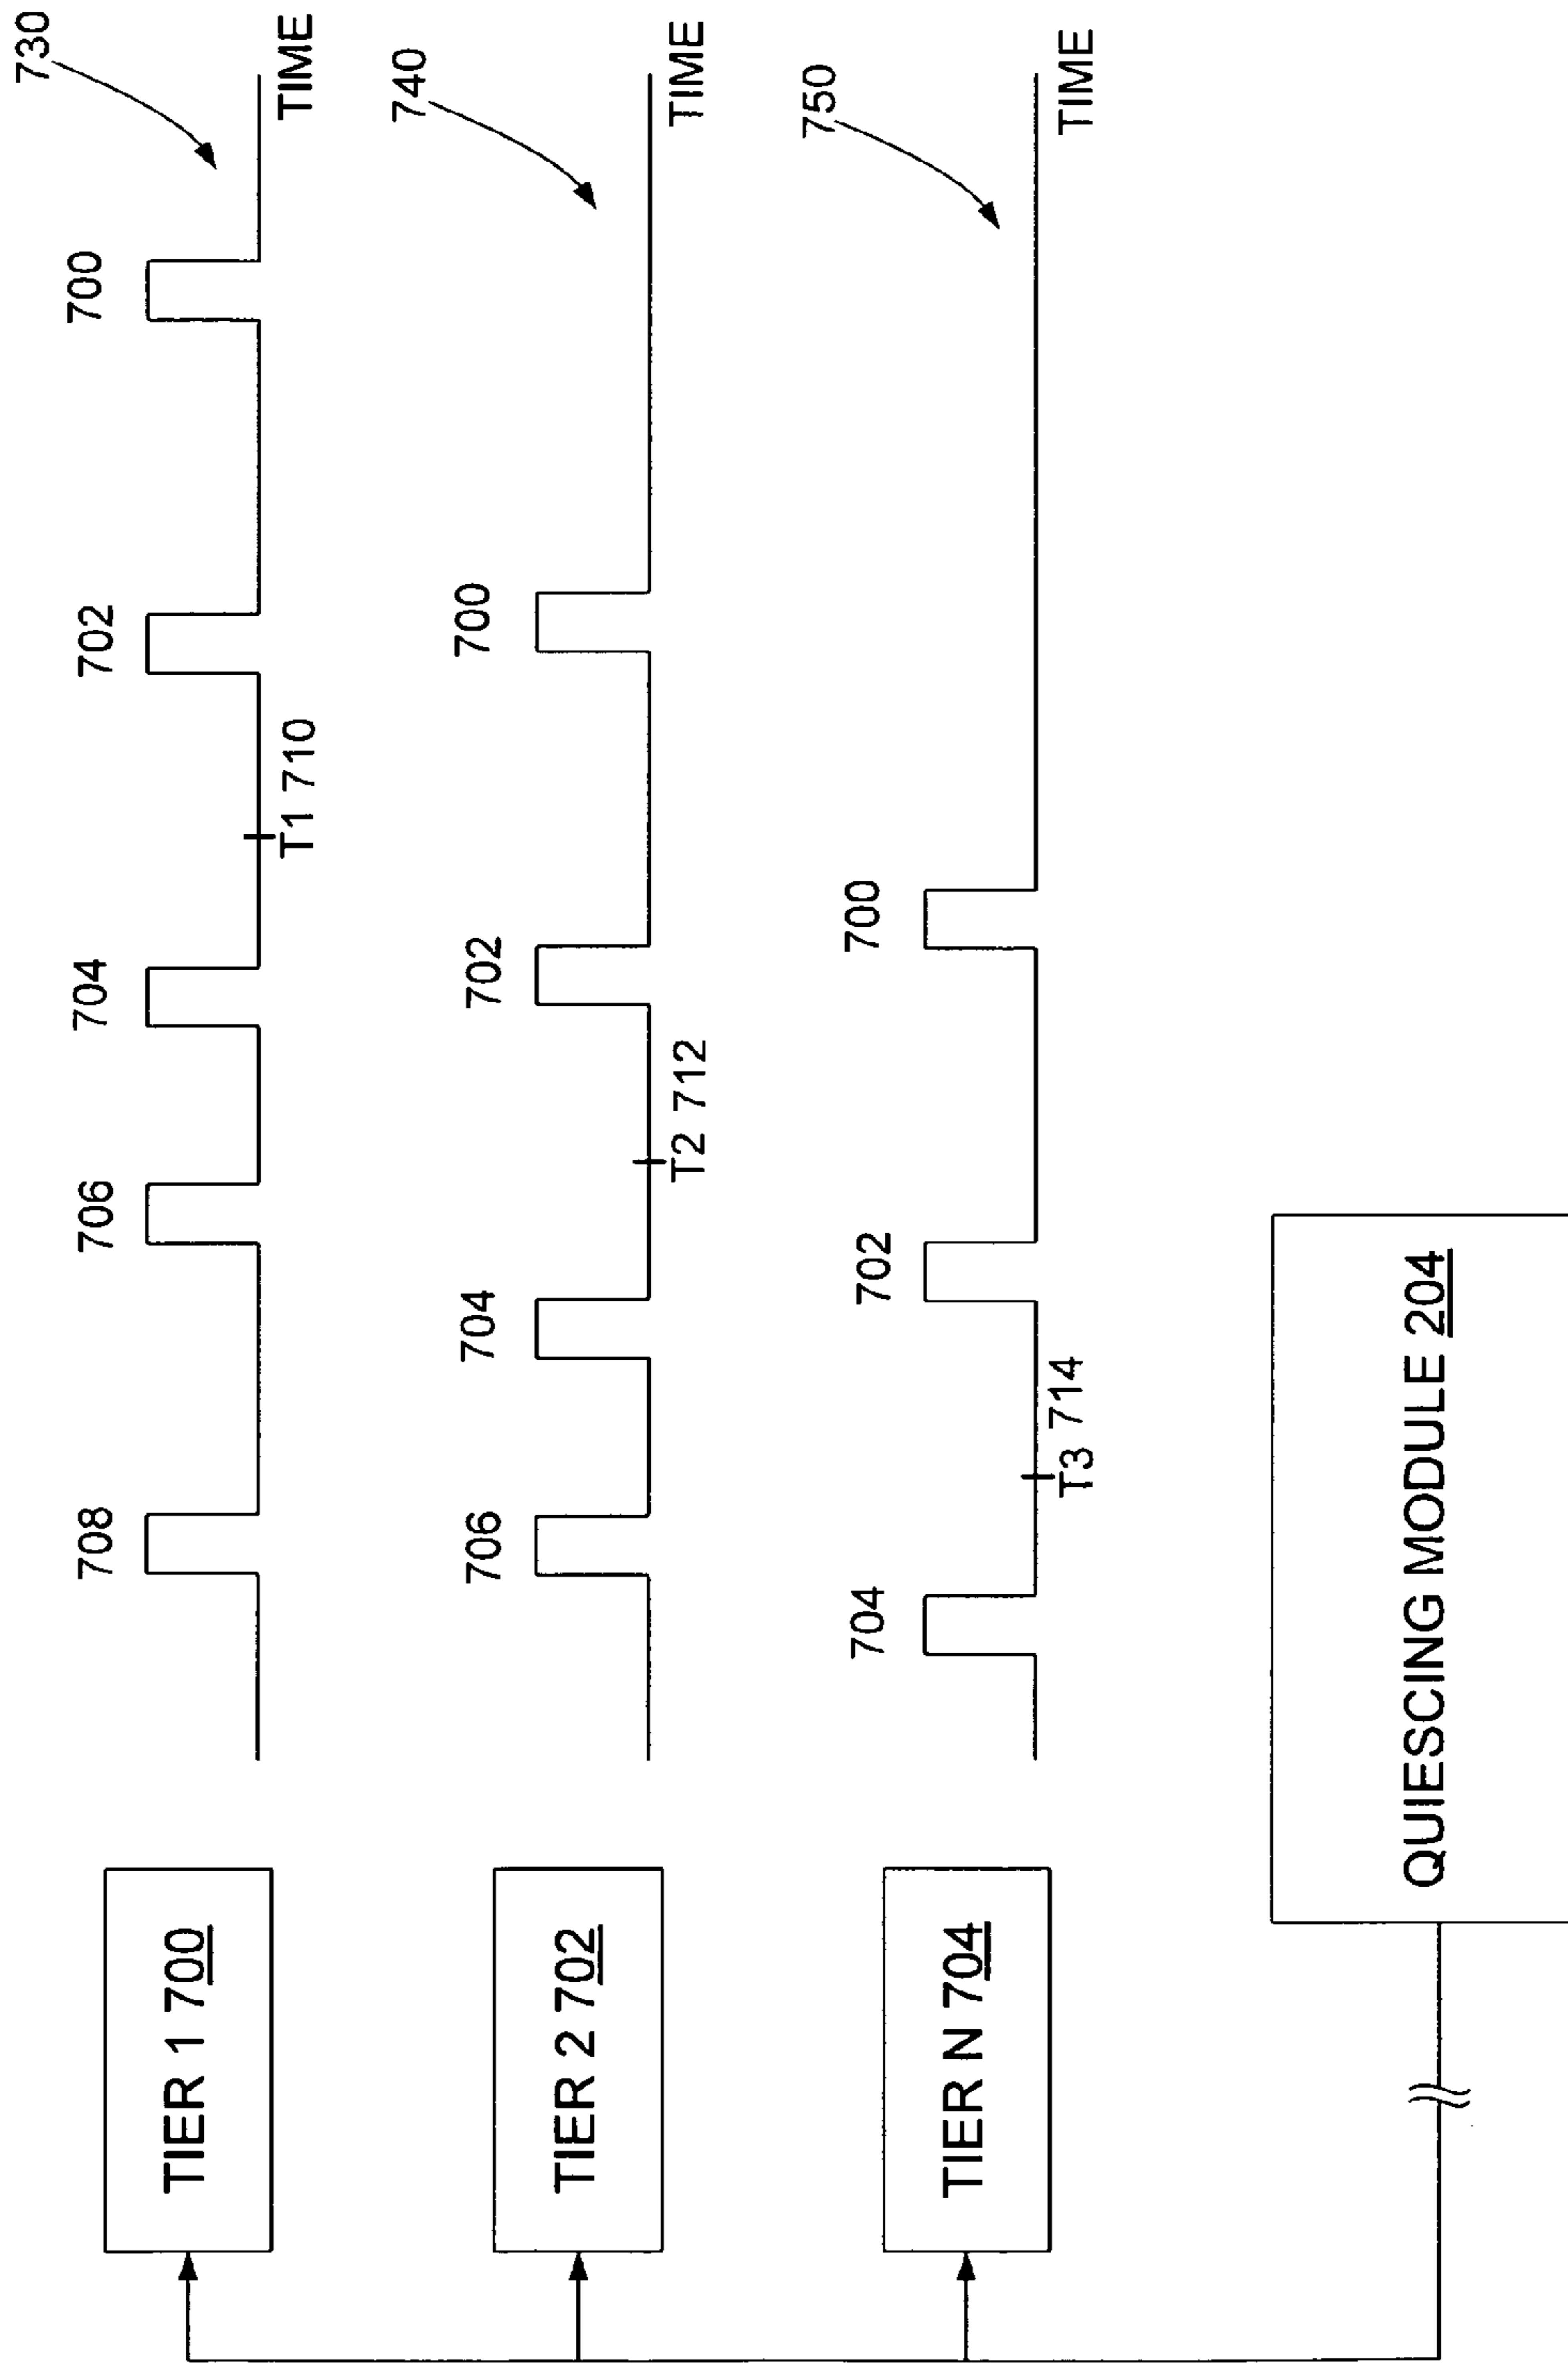 730
708 706 704 702 700
TIER 1 700
T1 710 TIME
740
706 704 702 700
TIER 2 702
T2 712 TIME
750
704 702 700
TIER N 704
T3 714 TIME
QUIESCING MODULE 204